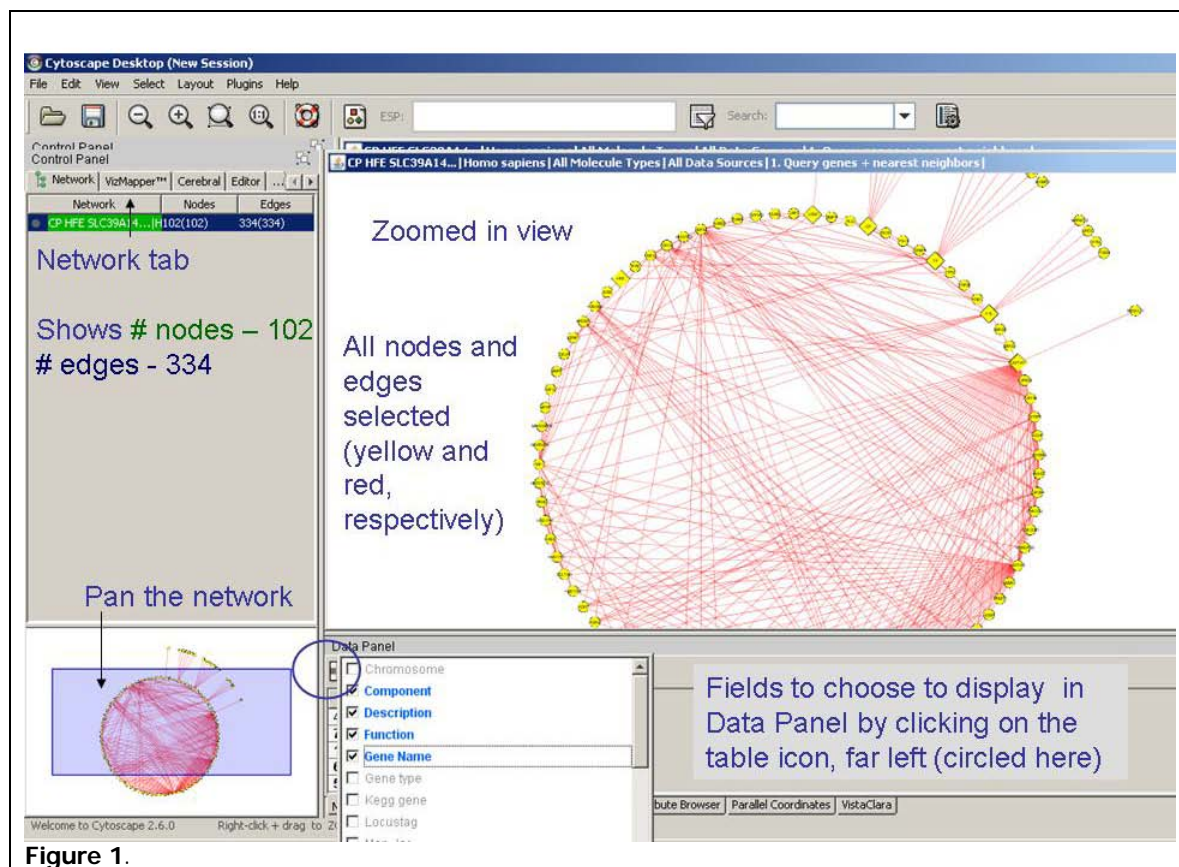 Cytoscape Desktop (New Session)
File Edit View Select Layout Plugins Help
ESP:
Search:
Control Panel
Control Panel
Network VizMapper™ Cerebral Editor ...
Network Nodes Edges
CP HFE SLC39A14...|H 102(102) 334(334)
CP HFE SLC39A14...|Homo sapiens|All Molecule Types|All Data Sources|1. Query genes + nearest neighbors|
Network tab
Shows # nodes – 102
# edges - 334
Zoomed in view
All nodes and
edges
selected
(yellow and
red,
respectively)
Pan the network
Data Panel
Chromosome
Component
Description
Function
Gene Name
Gene type
Kegg gene
Locustag
Fields to choose to display in
Data Panel by clicking on the
table icon, far left (circled here)
bute Browser Parallel Coordinates VistaClara
Welcome to Cytoscape 2.6.0 Right-click + drag to
Figure 1.